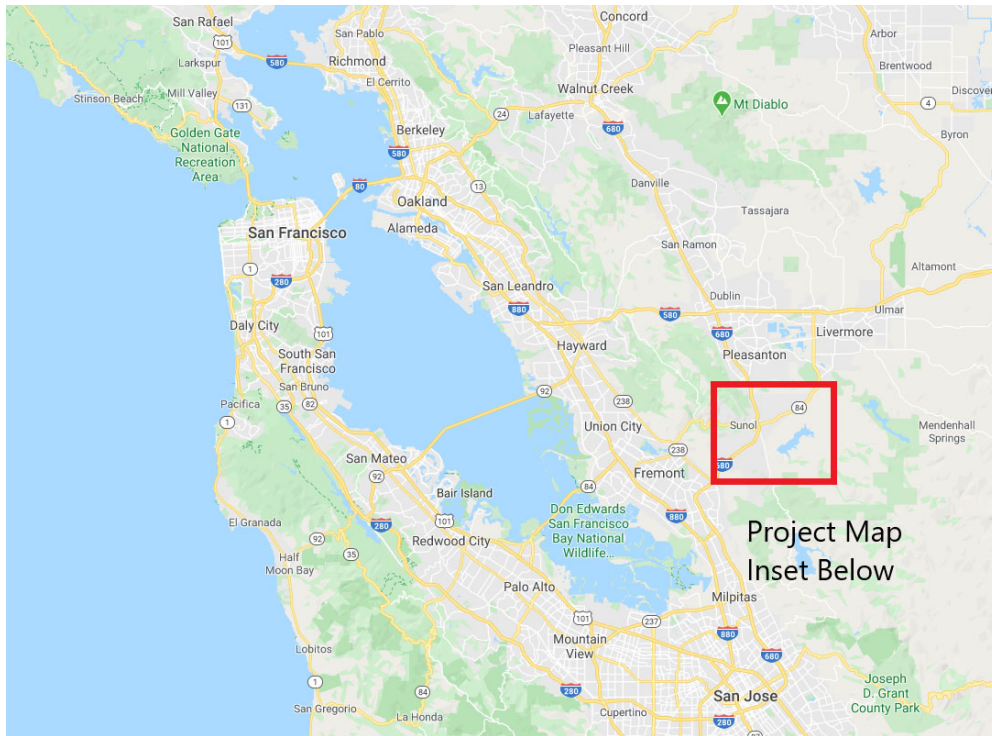 San Rafael
San Pablo
Concord
101
580
Richmond
Pleasant Hill
Arbor
Larkspur
El Cerrito
Brentwood
Walnut Creek
Mill Valley
Stinson Beach
131
24
Lafayette
680
Mt Diablo
4
Discove
Golden Gate
National
Recreation
Area
Berkeley
580
Byron
80
13
Danville
Oakland
Tassajara
Alameda
San Francisco
San Ramon
1
280
San Leandro
Altamont
880
Dublin
580
Ulmar
Daly City
101
680
Livermore
Hayward
Pleasanton
South San
Francisco
San Bruno
92
Pacifica
35
82
238
84
1
Union City
Sunol
Mendenhall
Springs
San Mateo
238
680
92
Fremont
Bair Island
84
280
Don Edwards
San Francisco
Bay National
Wildlife...
101
880
El Granada
92
Redwood City
Project Map
Inset Below
35
Half
Moon Bay
Palo Alto
Milpitas
101
237
Mountain
View
880
680
Lobitos
1
84
280
San Jose
Joseph
D. Grant
County Park
San Gregorio
La Honda
Cupertino
280
87
101